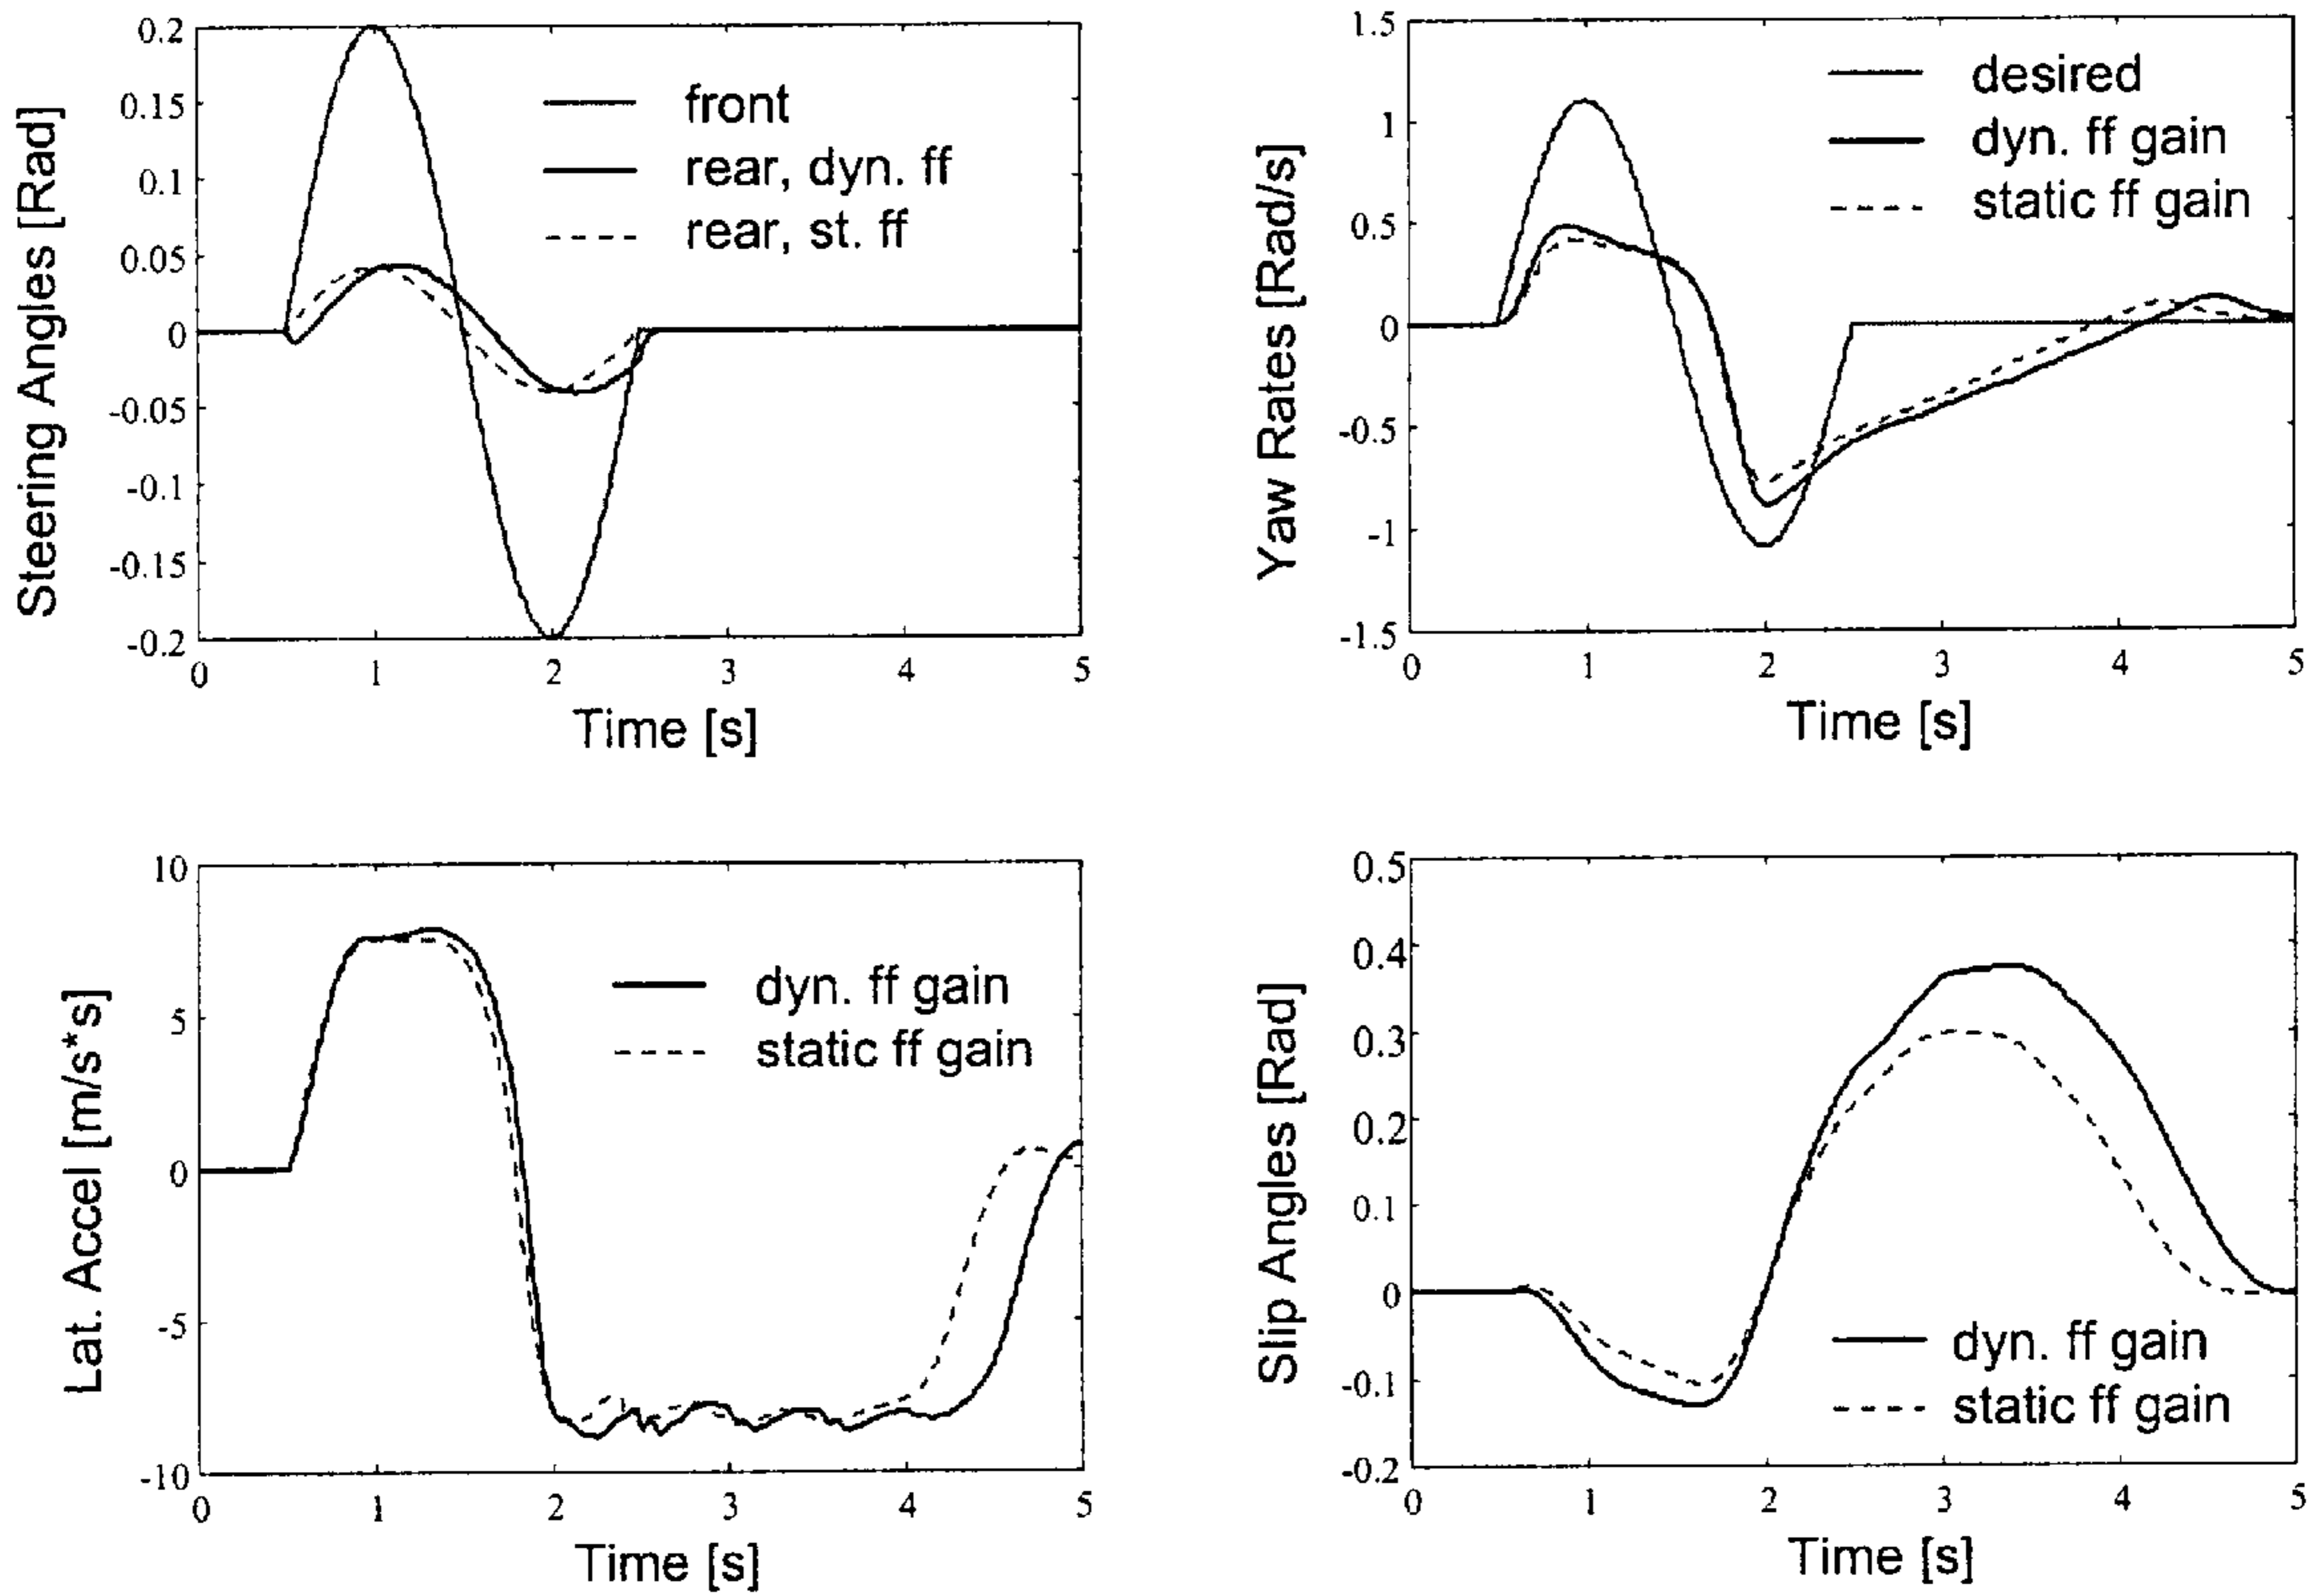 Steering Angles [Rad]
0.2
0.15
0.1
0.05
0
-0.05
-0.1
-0.15
-0.2
front
rear, dyn. ff
rear, st. ff
0 1 2 3 4 5
Time [s]
Yaw Rates [Rad/s]
1.5
1
0.5
0
-0.5
-1
-1.5
desired
dyn. ff gain
static ff gain
0 1 2 3 4 5
Time [s]
Lat. Accel [m/s*s]
10
5
0
-5
-10
dyn. ff gain
static ff gain
0 1 2 3 4 5
Time [s]
Slip Angles [Rad]
0.5
0.4
0.3
0.2
0.1
0
-0.1
-0.2
dyn. ff gain
static ff gain
0 1 2 3 4 5
Time [s]